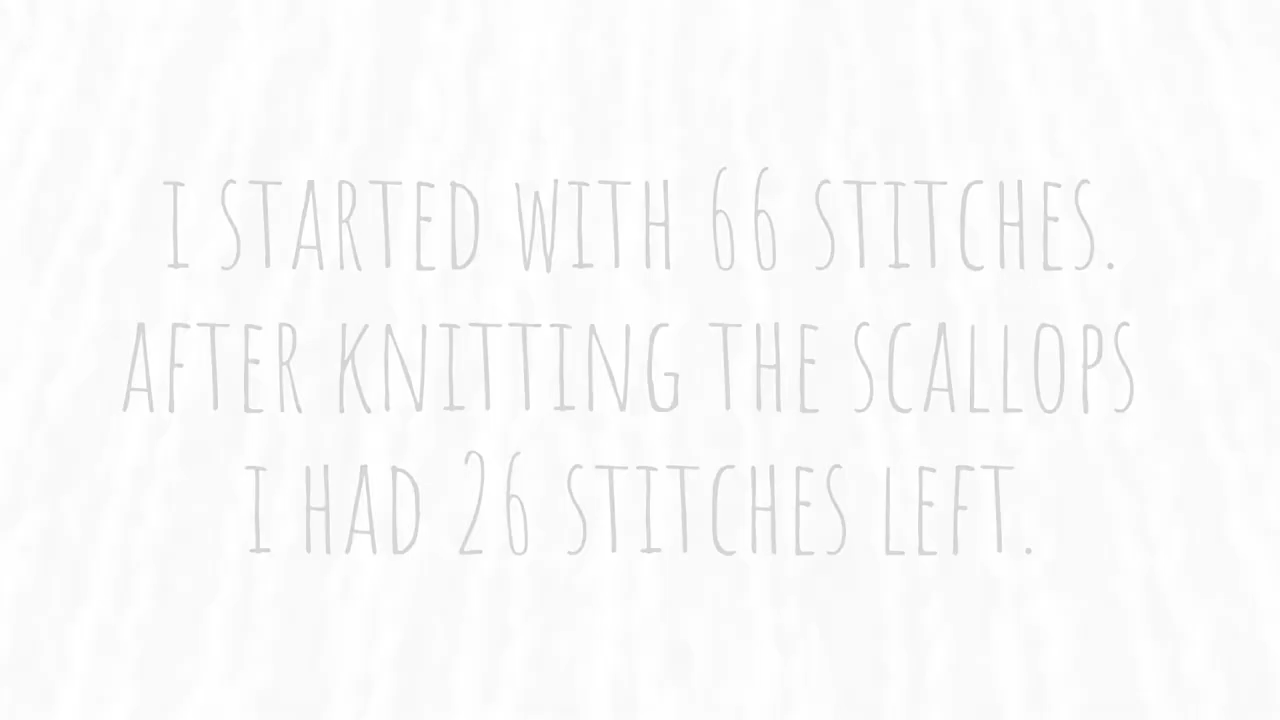 I STARTED WITH 66 STITCHES.
AFTER KNITTING THE SCALLOPS
I HAD 26 STITCHES LEFT.